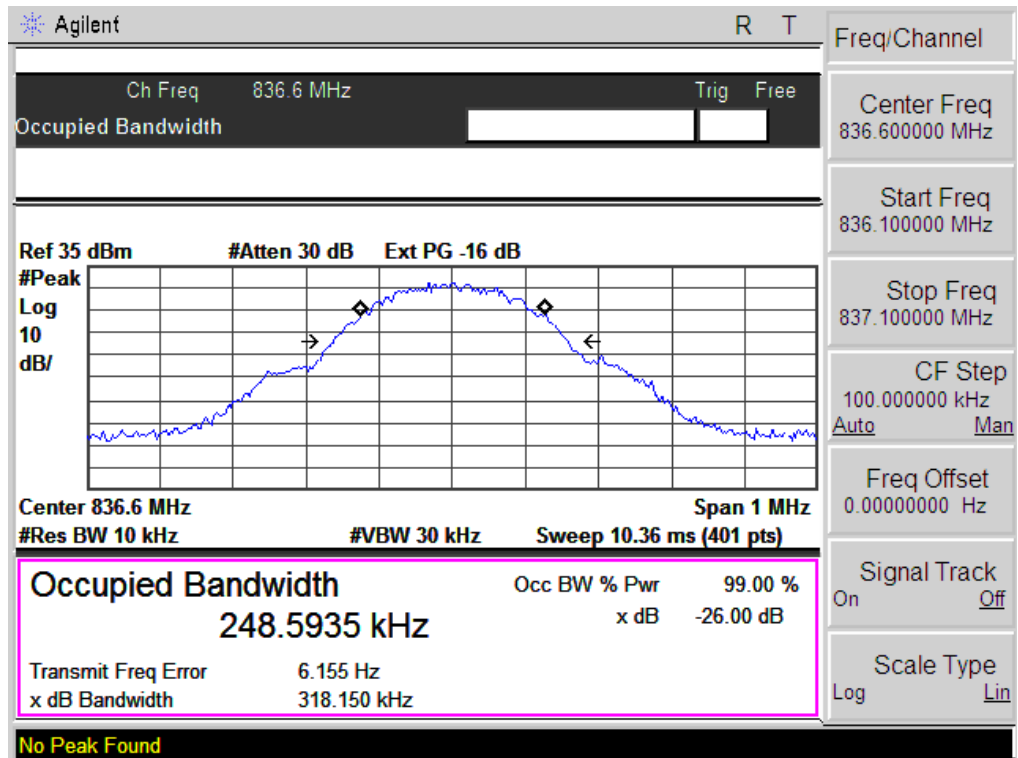 Agilent R T
Ch Freq 836.6 MHz Trig Free
Occupied Bandwidth
Ref 35 dBm #Atten 30 dB Ext PG -16 dB
#Peak
Log
10
dB/
Center 836.6 MHz Span 1 MHz
#Res BW 10 kHz #VBW 30 kHz Sweep 10.36 ms (401 pts)
Occupied Bandwidth Occ BW % Pwr 99.00 %
248.5935 kHz x dB -26.00 dB
Transmit Freq Error 6.155 Hz
x dB Bandwidth 318.150 kHz
No Peak Found
Freq/Channel
Center Freq
836.600000 MHz
Start Freq
836.100000 MHz
Stop Freq
837.100000 MHz
CF Step
100.000000 kHz
Auto Man
Freq Offset
0.00000000 Hz
Signal Track
On Off
Scale Type
Log Lin